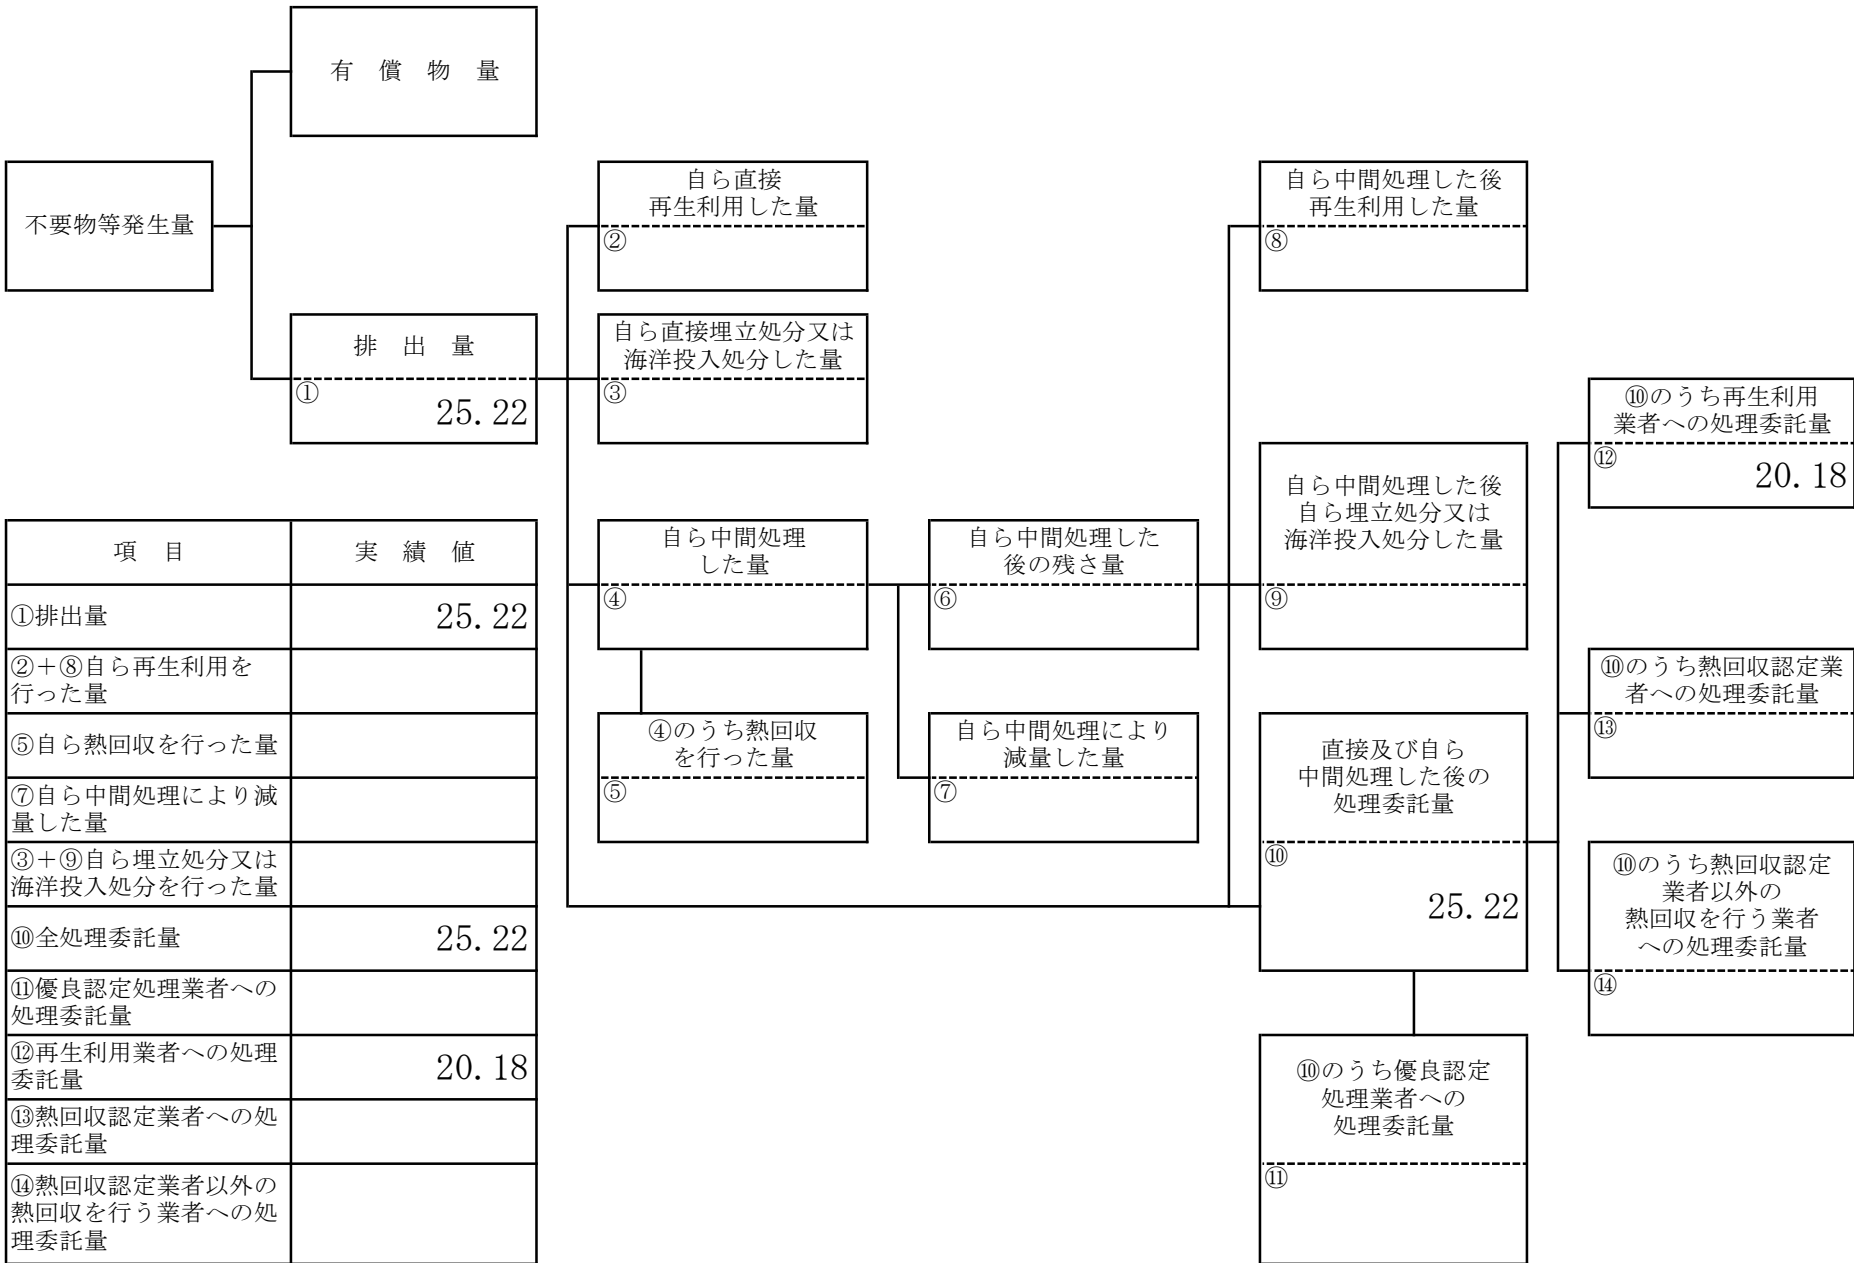 有　償　物　量
不要物等発生量
排　出　量
①
25.22
自ら直接
再生利用した量
②
自ら直接埋立処分又は
海洋投入処分した量
③
自ら中間処理
した量
④
④のうち熱回収
を行った量
⑤
自ら中間処理した
後の残さ量
⑥
自ら中間処理により
減量した量
⑦
自ら中間処理した後
再生利用した量
⑧
自ら中間処理した後
自ら埋立処分又は
海洋投入処分した量
⑨
直接及び自ら
中間処理した後の
処理委託量
⑩
25.22
⑩のうち優良認定
処理業者への
処理委託量
⑪
⑩のうち再生利用
業者への処理委託量
⑫
20.18
⑩のうち熱回収認定業
者への処理委託量
⑬
⑩のうち熱回収認定
業者以外の
熱回収を行う業者
への処理委託量
⑭
項　目　実　績　値
①排出量　25.22
②＋⑧自ら再生利用を
行った量
⑤自ら熱回収を行った量
⑦自ら中間処理により減
量した量
③＋⑨自ら埋立処分又は
海洋投入処分を行った量
⑩全処理委託量　25.22
⑪優良認定処理業者への
処理委託量
⑫再生利用業者への処理
委託量　20.18
⑬熱回収認定業者への処
理委託量
⑭熱回収認定業者以外の
熱回収を行う業者への処
理委託量